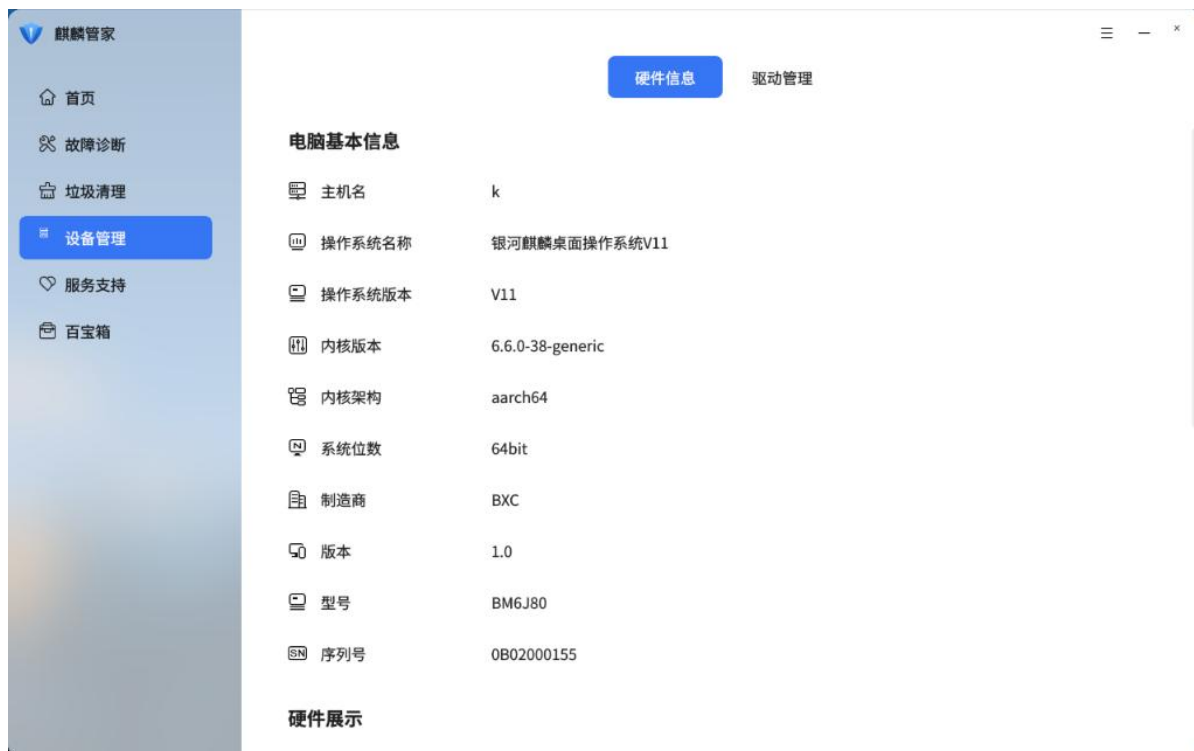 麒麟管家
首页
故障诊断
垃圾清理
设备管理
服务支持
百宝箱
硬件信息 驱动管理
电脑基本信息
主机名 k
操作系统名称 银河麒麟桌面操作系统V11
操作系统版本 V11
内核版本 6.6.0-38-generic
内核架构 aarch64
系统位数 64bit
制造商 BXC
版本 1.0
型号 BM6J80
SN 序列号 0B02000155
硬件展示